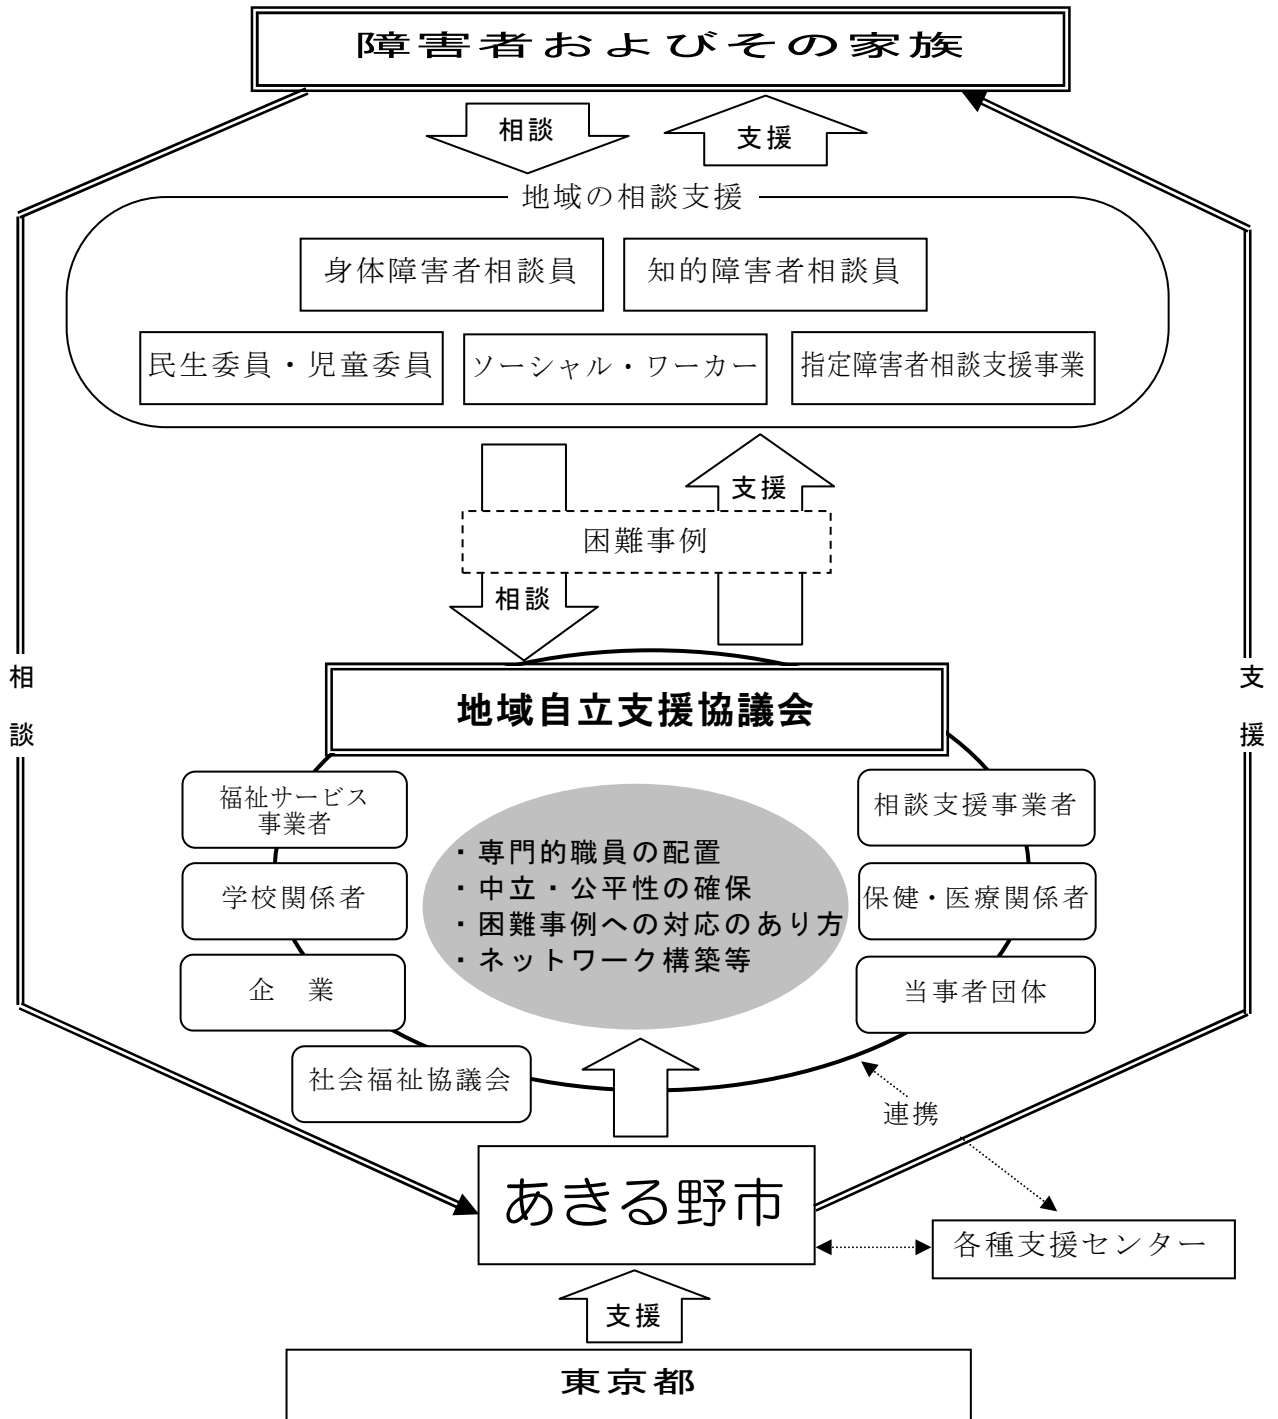 障害者およびその家族
相談
支援
地域の相談支援
身体障害者相談員
知的障害者相談員
民生委員・児童委員
ソーシャル・ワーカー
指定障害者相談支援事業
支援
困難事例
相談
相談
支援
地域自立支援協議会
福祉サービス
事業者
相談支援事業者
学校関係者
保健・医療関係者
企　業
当事者団体
社会福祉協議会
・専門的職員の配置
・中立・公平性の確保
・困難事例への対応のあり方
・ネットワーク構築等
連携
あきる野市
各種支援センター
支援
東京都